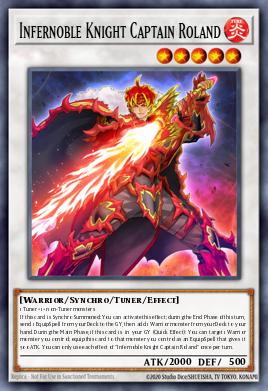 Infernoble Knight Captain Roland
FIRE
炎
[Warrior/Synchro/Tuner/Effect]
1 Tuner + 1+ non-Tuner monsters
If this card is Synchro Summoned: You can activate this effect; during the End Phase of this turn,
send 1 Equip Spell from your Deck to the GY, then add 1 Warrior monster from your Deck to your
hand. During the Main Phase, if this card is in your GY (Quick Effect): You can target 1 Warrior
monster you control; equip this card to that monster you control as an Equip Spell that gives it
500 ATK. You can only use each effect of "Infernoble Knight Captain Roland" once per turn.
ATK/2000 DEF/ 500
Replica - Not For Use in Sanctioned Tournaments
©2020 Studio Dice/SHUEISHA, TV TOKYO, KONAMI